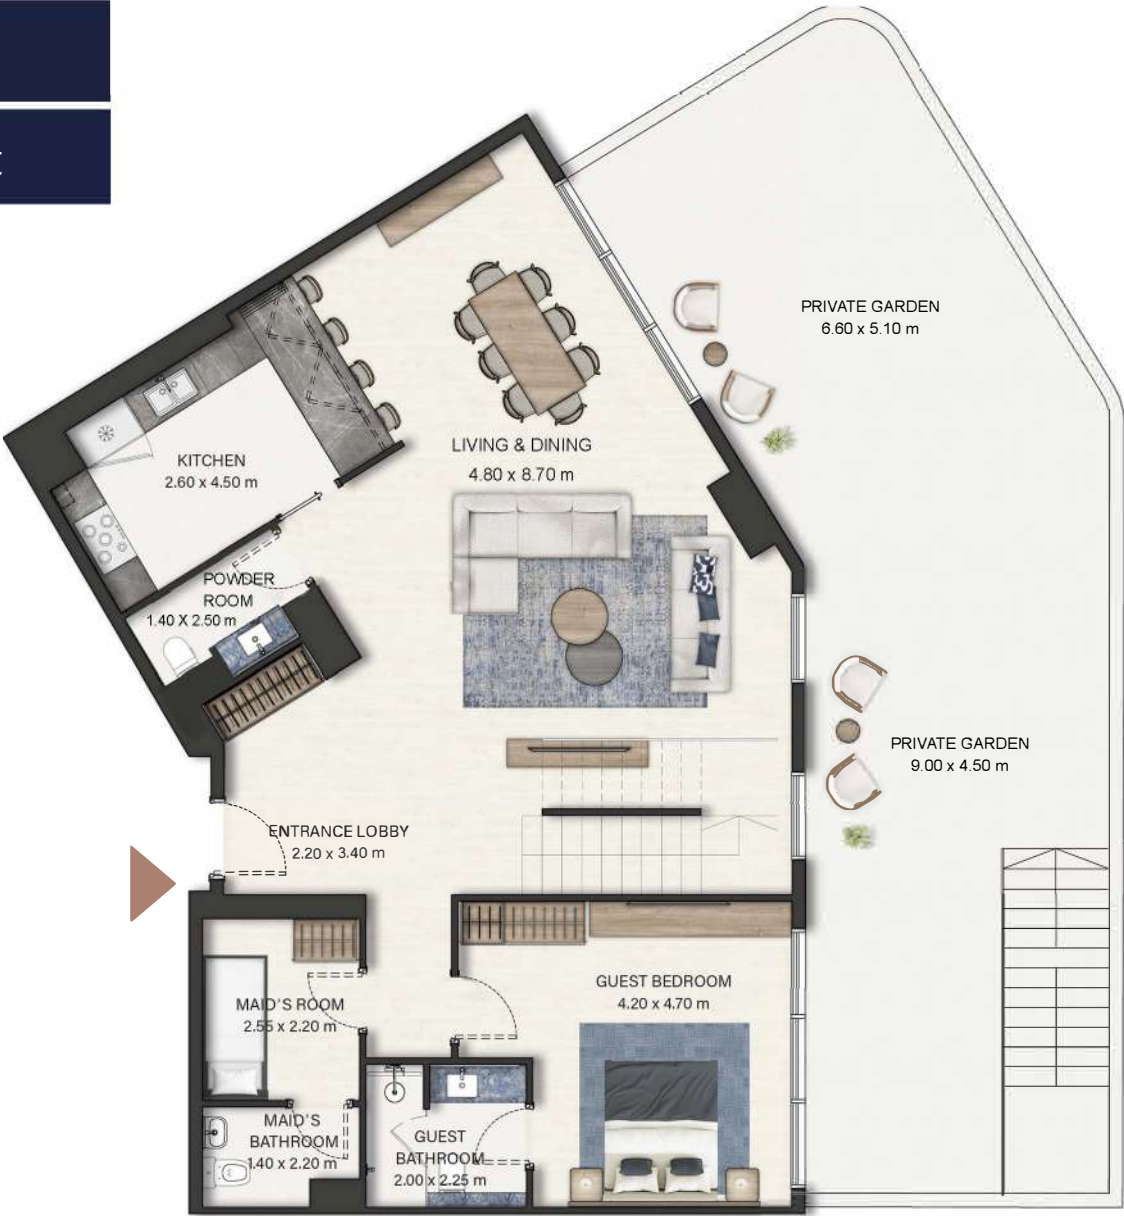 PRIVATE GARDEN
6.60 x 5.10 m
LIVING & DINING
4.80 x 8.70 m
KITCHEN
2.60 x 4.50 m
POWDER
ROOM
1.40 X 2.50 m
PRIVATE GARDEN
9.00 x 4.50 m
ENTRANCE LOBBY
2.20 x 3.40 m
GUEST BEDROOM
4.20 x 4.70 m
MAID'S ROOM
2.55 x 2.20 m
MAID'S
BATHROOM
1.40 x 2.20 m
GUEST
BATHROOM
2.00 x 2.25 m